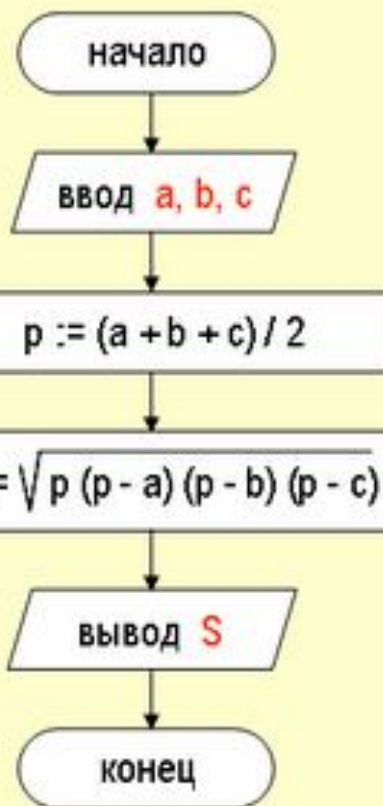 начало
ввод a, b, c
p := (a + b + c) / 2
= √ p (p - a) (p - b) (p - c)
вывод S
конец